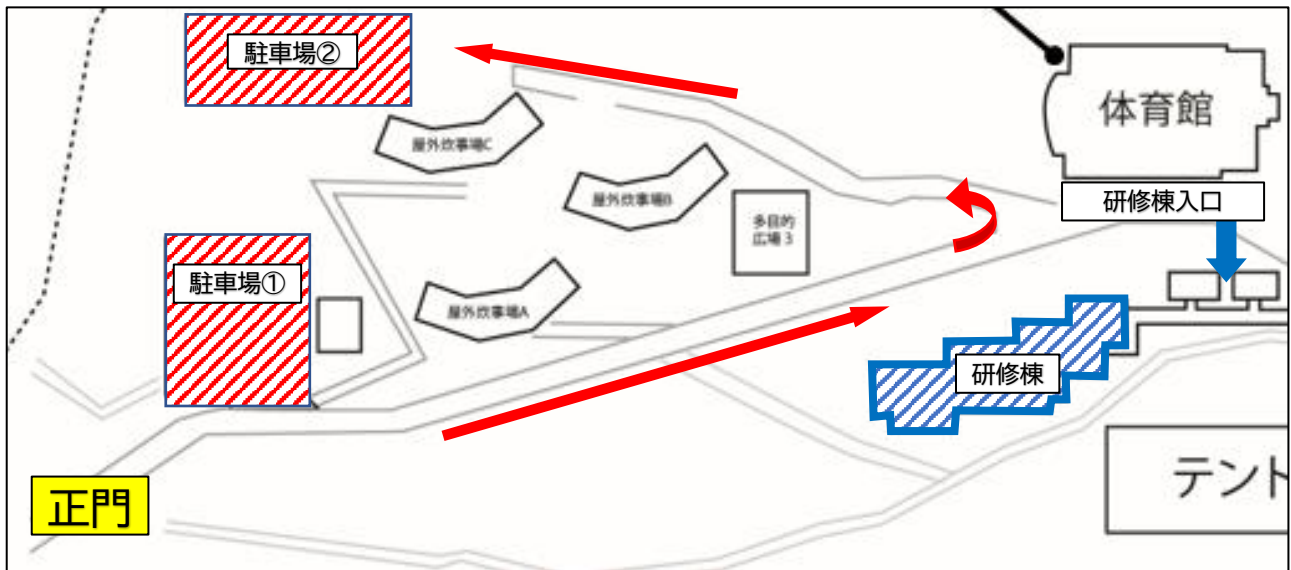 駐車場②
体育館
屋外炊事場C
屋外炊事場B
研修棟入口
多目的
広場3
駐車場①
屋外炊事場A
研修棟
正門
テント